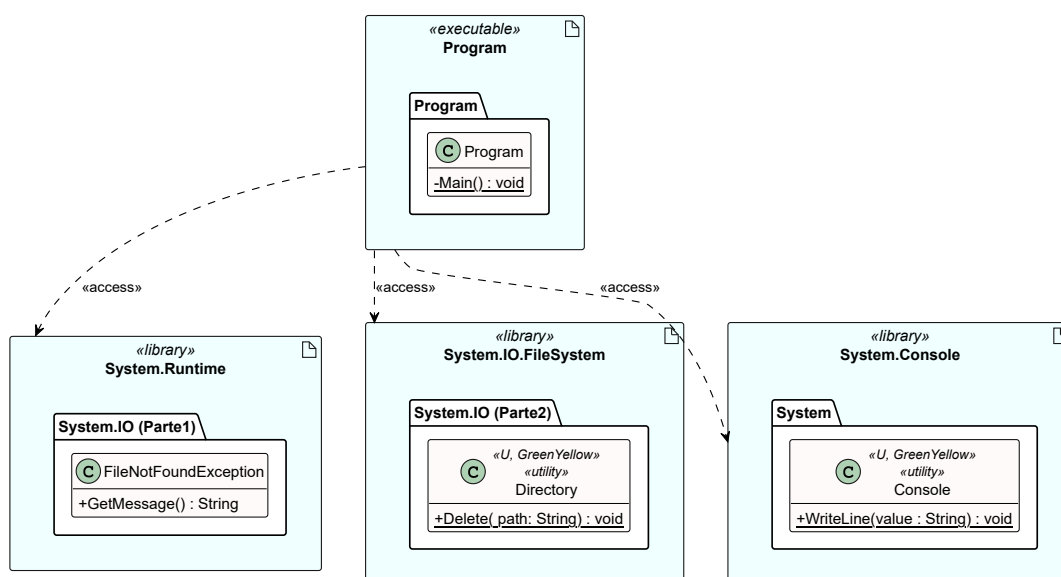 «executable»
Program
Program
C Program
-Main() : void
«access»
«access»
«access»
«library»
System.Runtime
System.IO (Parte1)
C FileNotFoundException
+GetMessage() : String
«library»
System.IO.FileSystem
System.IO (Parte2)
«U, GreenYellow»
«utility»
C
Directory
+Delete( path: String) : void
«library»
System.Console
System
«U, GreenYellow»
«utility»
C
Console
+WriteLine(value : String) : void